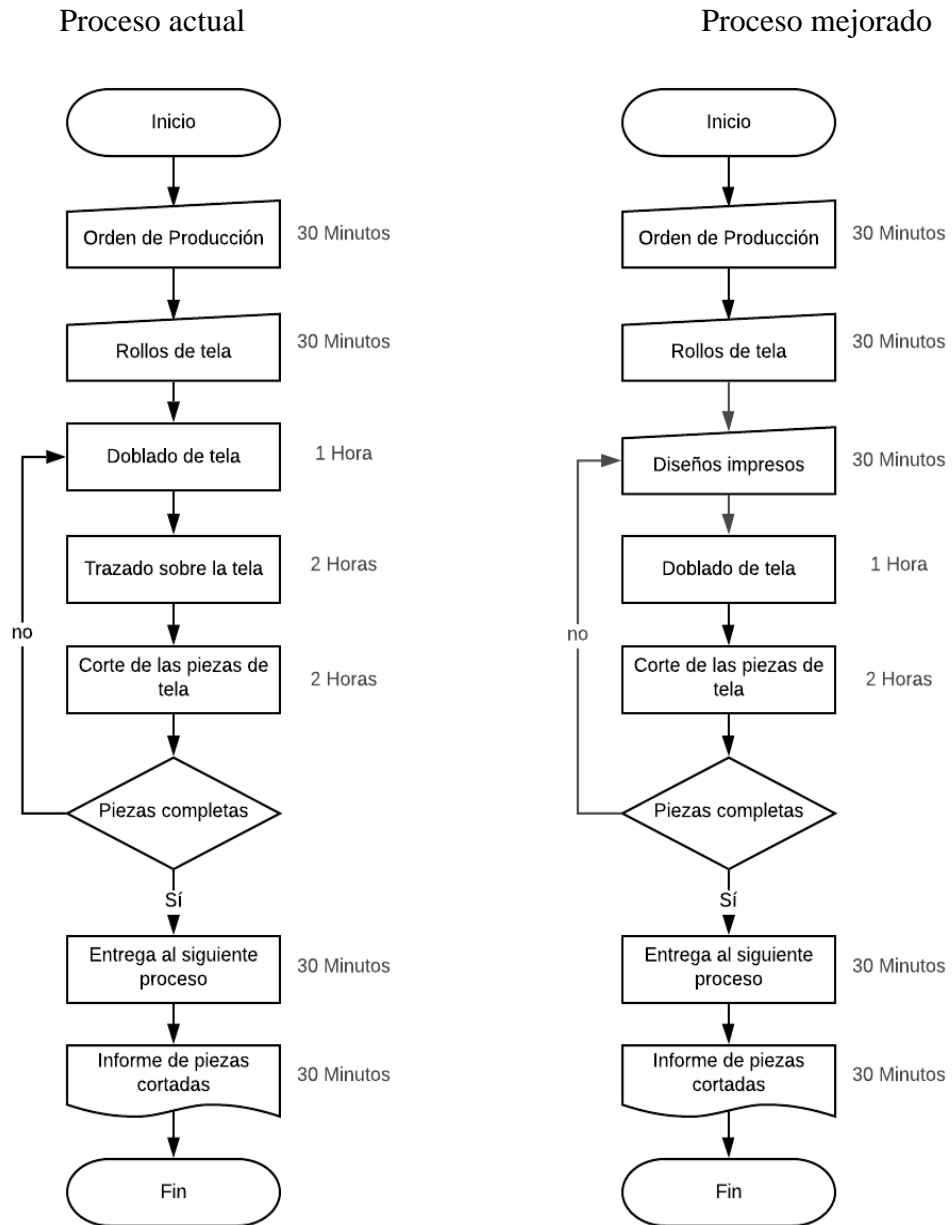 Proceso actual
Inicio
Orden de Producción
30 Minutos
Rollos de tela
30 Minutos
Doblado de tela
1 Hora
Trazado sobre la tela
2 Horas
no
Corte de las piezas de
tela
2 Horas
Piezas completas
Sí
Entrega al siguiente
proceso
30 Minutos
Informe de piezas
cortadas
30 Minutos
Fin
Proceso mejorado
Inicio
Orden de Producción
30 Minutos
Rollos de tela
30 Minutos
Diseños impresos
30 Minutos
Doblado de tela
1 Hora
no
Corte de las piezas de
tela
2 Horas
Piezas completas
Sí
Entrega al siguiente
proceso
30 Minutos
Informe de piezas
cortadas
30 Minutos
Fin